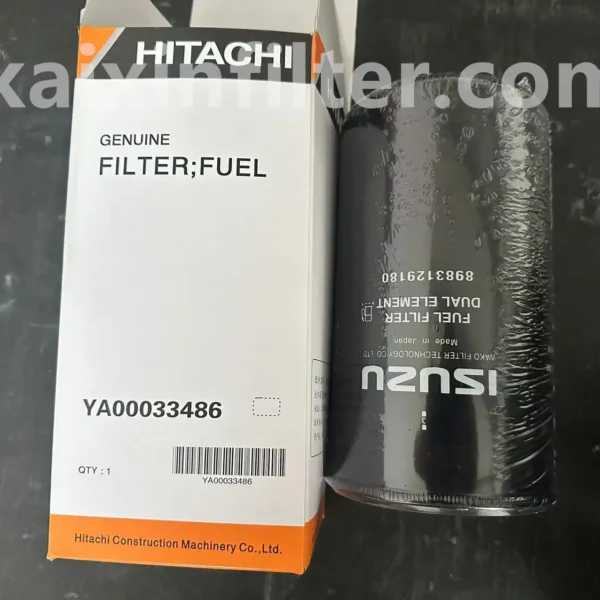 kaixinfilter.com
HITACHI
GENUINE
FILTER;FUEL
YA00033486
QTY : 1
YA00033486
Hitachi Construction Machinery Co.,Ltd.
ISUZU
NAKO FILTER TECHNOLOGY CO LTD
Made in Japan
FUEL FILTER
DUAL ELEMENT
8983129180